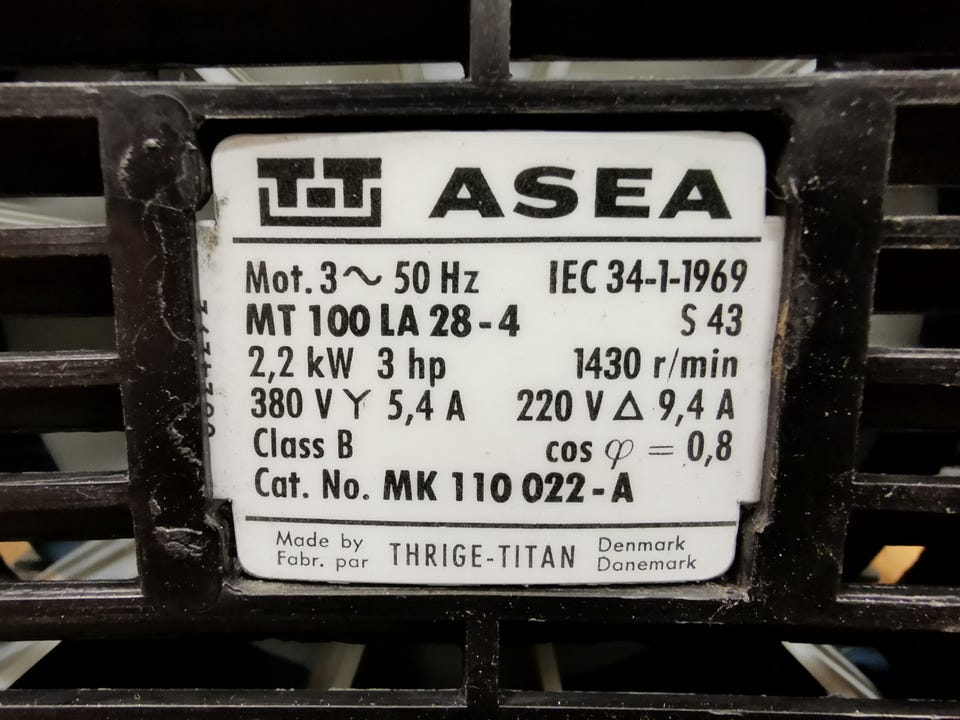 TT ASEA
Mot. 3~ 50 Hz IEC 34-1-1969
MT 100 LA 28-4 S 43
2,2 kW 3 hp 1430 r/min
380 V Y 5,4 A 220 V Δ 9,4 A
Class B cos φ = 0,8
Cat. No. MK 110 022-A
Made by THRIGE-TITAN Denmark
Fabr. par Danemark